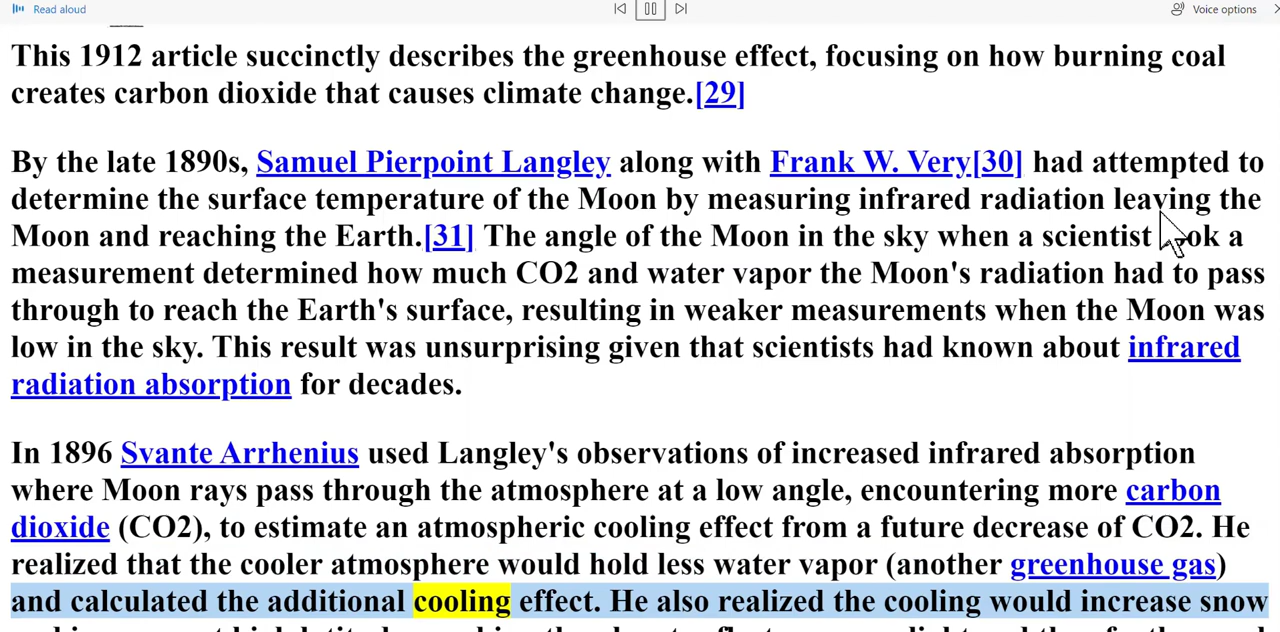 Read aloud
Voice options
This 1912 article succinctly describes the greenhouse effect, focusing on how burning coal
creates carbon dioxide that causes climate change.[29]
By the late 1890s, Samuel Pierpoint Langley along with Frank W. Very[30] had attempted to
determine the surface temperature of the Moon by measuring infrared radiation leaving the
Moon and reaching the Earth.[31] The angle of the Moon in the sky when a scientist took a
measurement determined how much CO2 and water vapor the Moon's radiation had to pass
through to reach the Earth's surface, resulting in weaker measurements when the Moon was
low in the sky. This result was unsurprising given that scientists had known about infrared
radiation absorption for decades.
In 1896 Svante Arrhenius used Langley's observations of increased infrared absorption
where Moon rays pass through the atmosphere at a low angle, encountering more carbon
dioxide (CO2), to estimate an atmospheric cooling effect from a future decrease of CO2. He
realized that the cooler atmosphere would hold less water vapor (another greenhouse gas)
and calculated the additional cooling effect. He also realized the cooling would increase snow